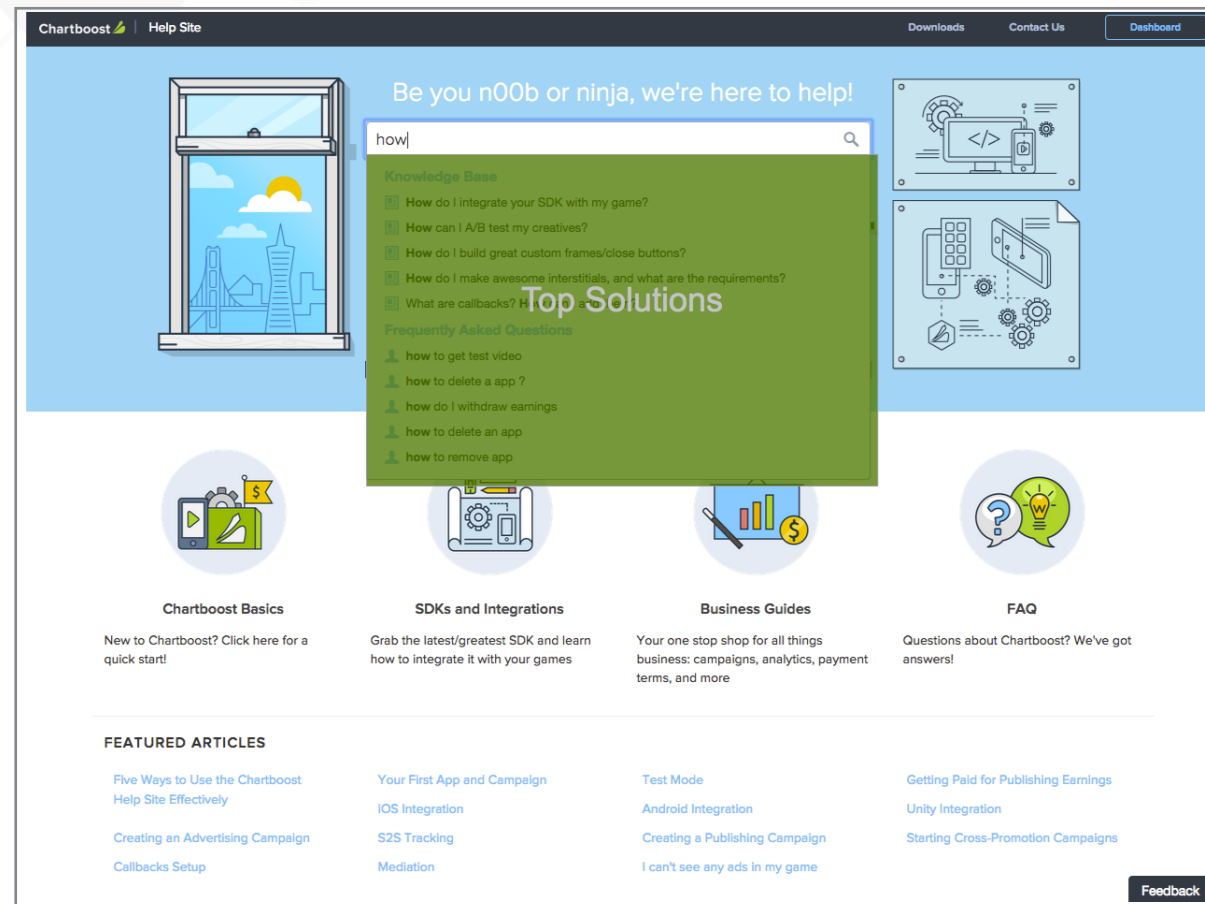 Chartboost Help Site Downloads Contact Us Dashboard
Be you n00b or ninja, we're here to help!
how
Knowledge Base
How do I integrate your SDK with my game?
How can I A/B test my creatives?
How do I build great custom frames/close buttons?
How do I make awesome interstitials, and what are the requirements?
What are callbacks?
Top Solutions
Frequently Asked Questions
how to get test video
how to delete a app ?
how do I withdraw earnings
how to delete an app
how to remove app
Chartboost Basics
New to Chartboost? Click here for a
quick start!
SDKs and Integrations
Grab the latest/greatest SDK and learn
how to integrate it with your games
Business Guides
Your one stop shop for all things
business: campaigns, analytics, payment
terms, and more
FAQ
Questions about Chartboost? We've got
answers!
FEATURED ARTICLES
Five Ways to Use the Chartboost
Help Site Effectively
Creating an Advertising Campaign
Callbacks Setup
Your First App and Campaign
iOS Integration
S2S Tracking
Mediation
Test Mode
Android Integration
Creating a Publishing Campaign
I can't see any ads in my game
Getting Paid for Publishing Earnings
Unity Integration
Starting Cross-Promotion Campaigns
Feedback